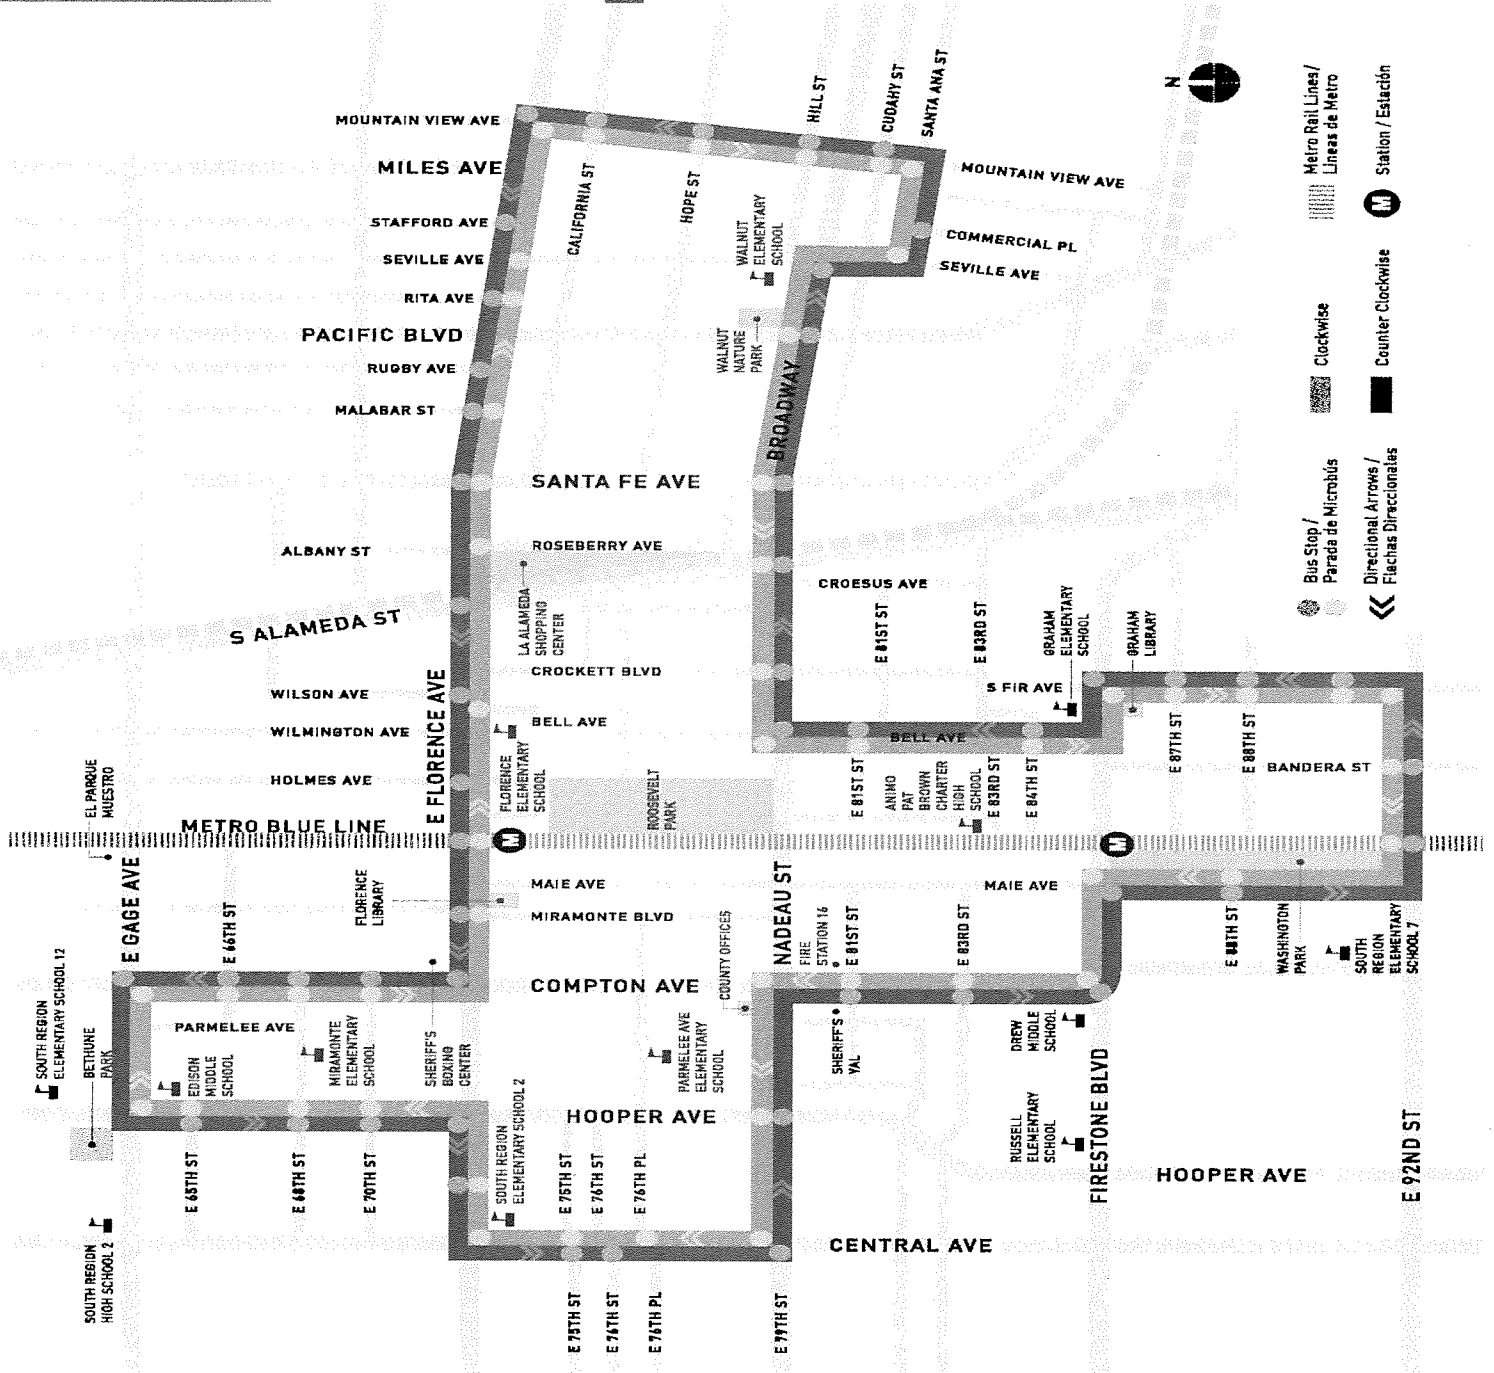 HILL ST
CUDAHY ST
SANTA ANA ST
N
Metro Rail Lines /
Líneas de Metro
Station / Estación
M
Clockwise
Counter Clockwise
Bus Stop /
Parada de Microbús
Directional Arrows /
Flechas Direccionales
MOUNTAIN VIEW AVE
MILES AVE
STAFFORD AVE
SEVILLE AVE
RITA AVE
PACIFIC BLVD
RUGBY AVE
MALABAR ST
CALIFORNIA ST
HOPE ST
WALNUT
ELEMENTARY
SCHOOL
WALNUT
NATURE
PARK
MOUNTAIN VIEW AVE
COMMERCIAL PL
SEVILLE AVE
BROADWAY
SANTA FE AVE
ALBANY ST
ROSEBERRY AVE
S ALAMEDA ST
LA ALAMEDA
SHOPPING
CENTER
CROESUS AVE
E 81ST ST
E 83RD ST
GRAHAM
ELEMENTARY
SCHOOL
GRAHAM
LIBRARY
CROCKETT BLVD
S FIR AVE
WILSON AVE
WILMINGTON AVE
HOLMES AVE
E FLORENCE AVE
BELL AVE
BELL AVE
FLORENCE
ELEMENTARY
SCHOOL
ROOSEVELT
PARK
E 81ST ST
ANIMO
PAT
BROWN
CHARTER
HIGH
SCHOOL
E 83RD ST
E 84TH ST
E 87TH ST
E 88TH ST
BANDERA ST
EL PARQUE
MUESTRO
METRO BLUE LINE
M
M
E GAGE AVE
E 66TH ST
FLORENCE
LIBRARY
MAIE AVE
MIRAMONTE BLVD
NADEAU ST
MAIE AVE
COUNTY OFFICES
FIRE
STATION 16
E 81ST ST
E 83RD ST
E 88TH ST
WASHINGTON
PARK
SOUTH
REGION
ELEMENTARY
SCHOOL 7
SOUTH REGION
ELEMENTARY SCHOOL 12
BETHUNE
PARK
COMPTON AVE
PARMELEE AVE
EDISON
MIDDLE
SCHOOL
MIRAMONTE
ELEMENTARY
SCHOOL
SHERIFF'S
BOXING
CENTER
PARMELEE AVE
ELEMENTARY
SCHOOL
SHERIFF'S
YAL
DREW
MIDDLE
SCHOOL
FIRESTONE BLVD
HOOPER AVE
SOUTH REGION
ELEMENTARY SCHOOL 2
RUSSELL
ELEMENTARY
SCHOOL
HOOPER AVE
E 92ND ST
E 65TH ST
E 68TH ST
E 70TH ST
E 75TH ST
E 76TH ST
E 76TH PL
SOUTH REGION
HIGH SCHOOL 2
CENTRAL AVE
E 75TH ST
E 76TH ST
E 76TH PL
E 79TH ST